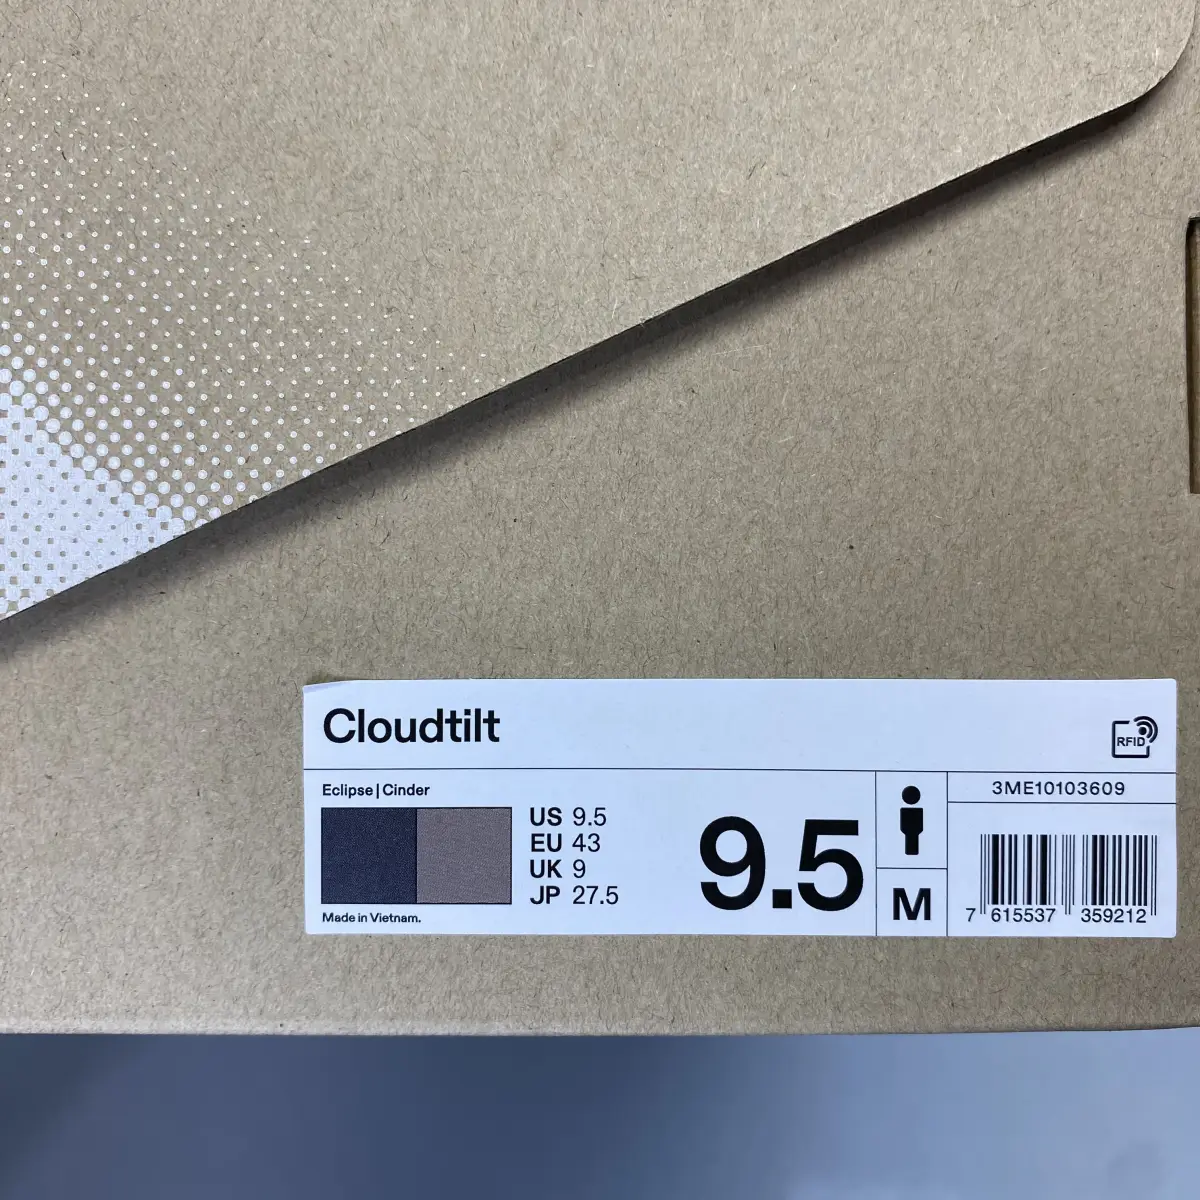 Cloudtilt
RFID
Eclipse | Cinder
US 9.5
EU 43
UK 9
JP 27.5
Made in Vietnam.
9.5
M
3ME10103609
7 615537 359212